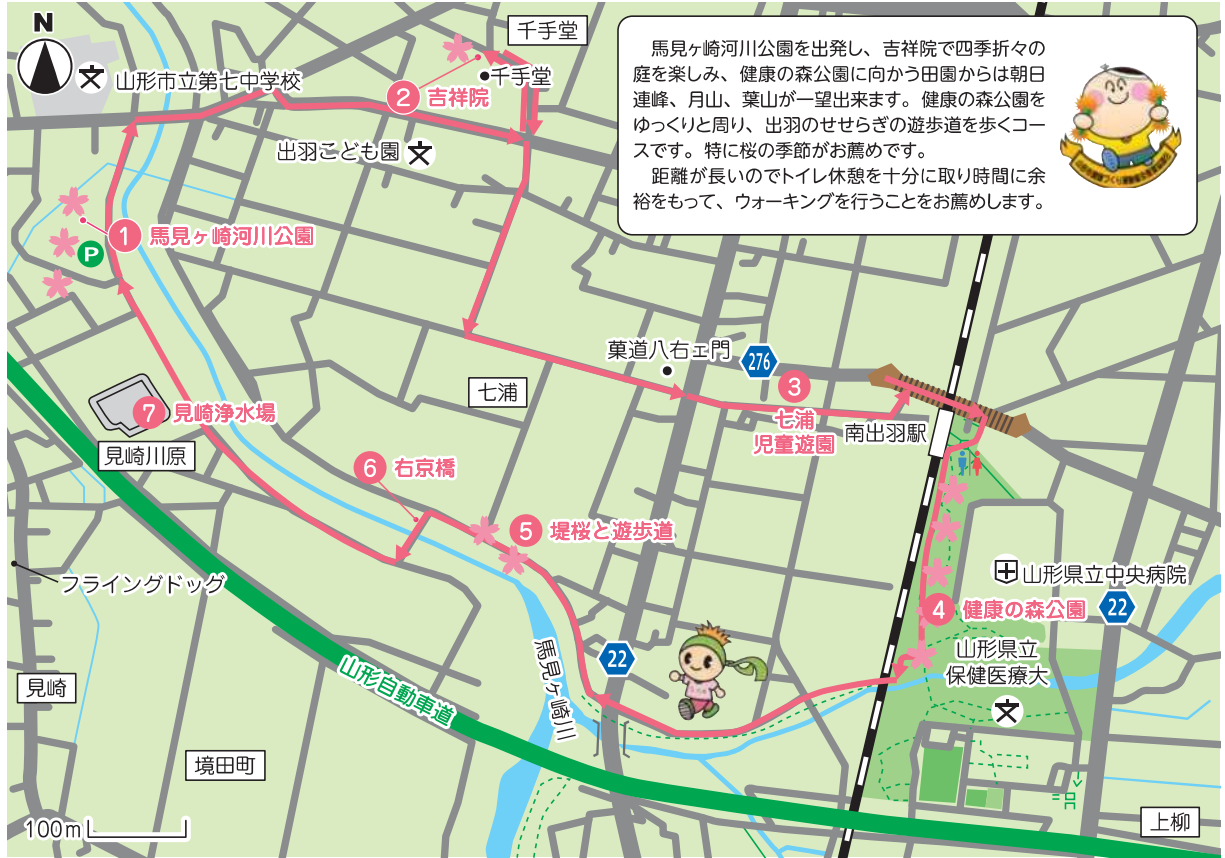 N
山形市立第七中学校
千手堂
千手堂
2 吉祥院
出羽こども園
馬見ヶ崎河川公園を出発し、吉祥院で四季折々の
庭を楽しみ、健康の森公園に向かう田園からは朝日
連峰、月山、葉山が一望出来ます。健康の森公園を
ゆっくりと周り、出羽のせせらぎの遊歩道を歩くコー
スです。特に桜の季節がお薦めです。
距離が長いのでトイレ休憩を十分に取り時間に余
裕をもって、ウォーキングを行うことをお薦めします。
1 馬見ヶ崎河川公園
P
菓道八右ェ門
276
3
七浦
児童遊園
南出羽駅
七浦
7 見崎浄水場
見崎川原
6 右京橋
5 堤桜と遊歩道
フライングドッグ
山形県立中央病院
4 健康の森公園
22
山形県立
保健医療大
22
馬見ヶ崎川
山形自動車道
見崎
境田町
100m
上柳